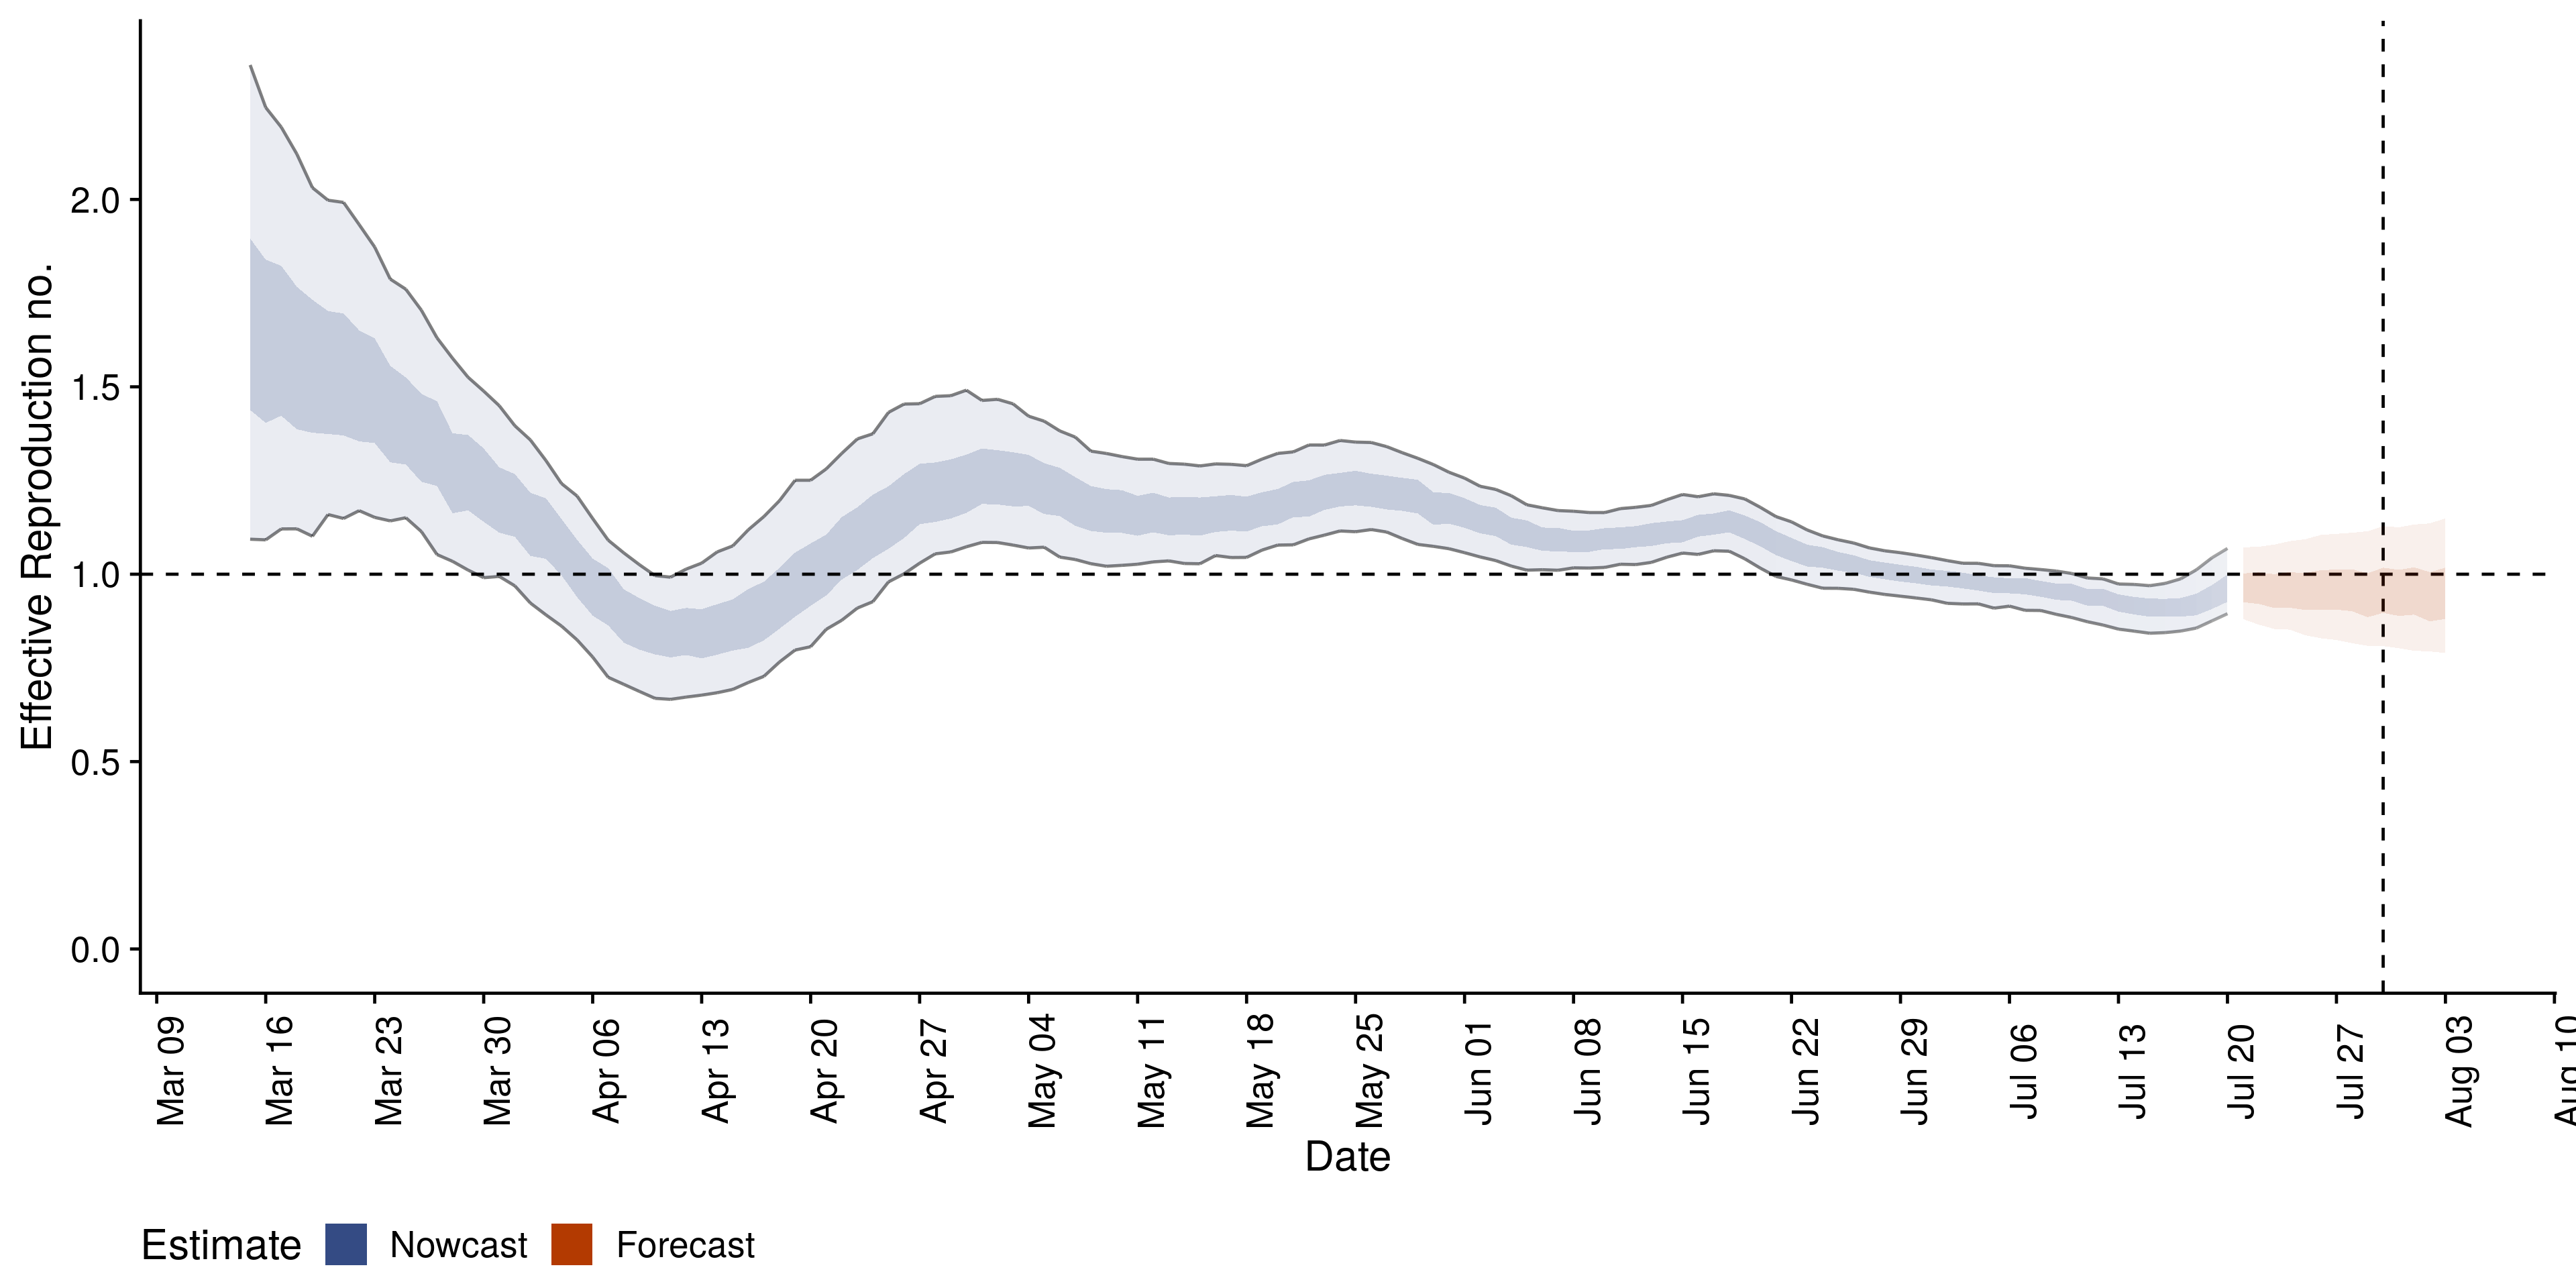 Effective Reproduction no.
2.0
1.5
1.0
0.5
0.0
Mar 09
Mar 16
Mar 23
Mar 30
Apr 06
Apr 13
Apr 20
Apr 27
May 04
May 11
May 18
May 25
Jun 01
Jun 08
Jun 15
Jun 22
Jun 29
Jul 06
Jul 13
Jul 20
Jul 27
Aug 03
Aug 10
Date
Estimate Nowcast Forecast